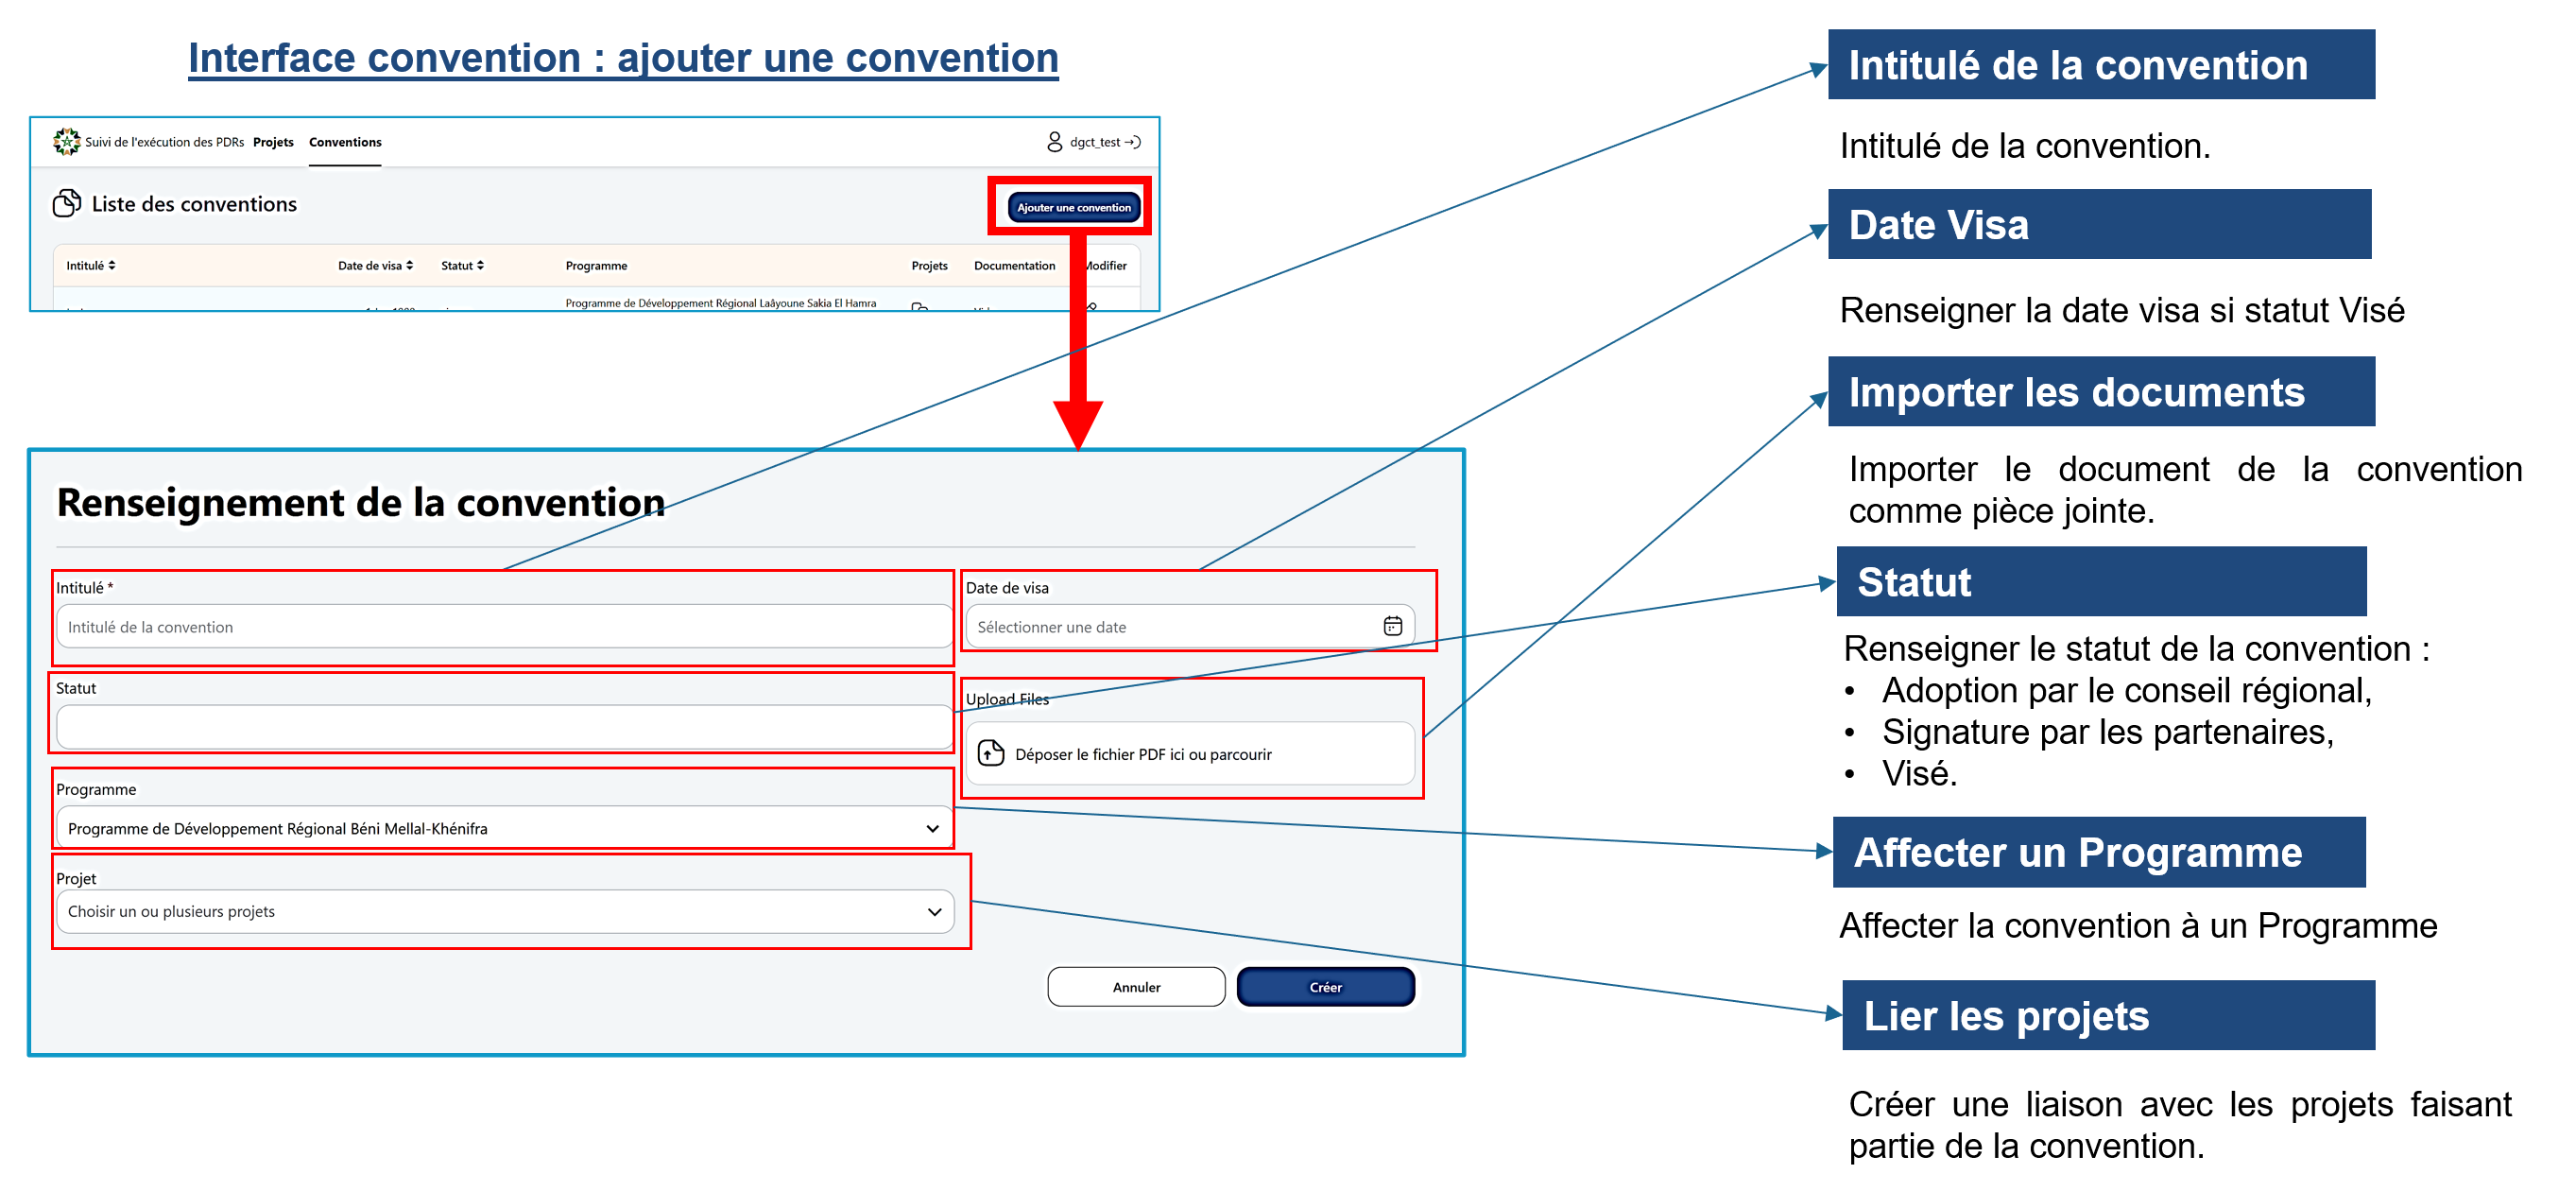 Interface convention : ajouter une convention
Suivi de l'exécution des PDRs Projets Conventions
dgct_test
Liste des conventions
Ajouter une convention
Intitulé Date de visa Statut Programme Projets Documentation Modifier
Programme de Développement Régional Laâyoune Sakia El Hamra
Renseignement de la convention
Intitulé *
Intitulé de la convention
Date de visa
Sélectionner une date
Statut
Upload Files
Déposer le fichier PDF ici ou parcourir
Programme
Programme de Développement Régional Béni Mellal-Khénifra
Projet
Choisir un ou plusieurs projets
Annuler
Créer
Intitulé de la convention
Intitulé de la convention.
Date Visa
Renseigner la date visa si statut Visé
Importer les documents
Importer le document de la convention
comme pièce jointe.
Statut
Renseigner le statut de la convention :
• Adoption par le conseil régional,
• Signature par les partenaires,
• Visé.
Affecter un Programme
Affecter la convention à un Programme
Lier les projets
Créer une liaison avec les projets faisant
partie de la convention.